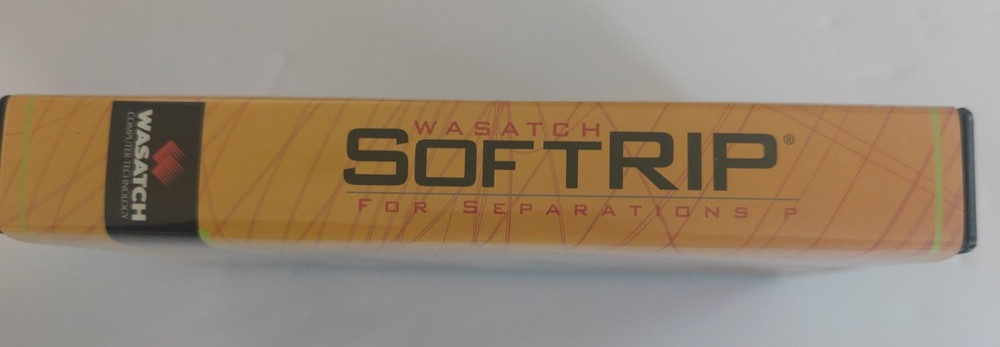 WASATCH
COMPUTER TECHNOLOGY
WASATCH
SOFTRIP®
FOR SEPARATIONS P